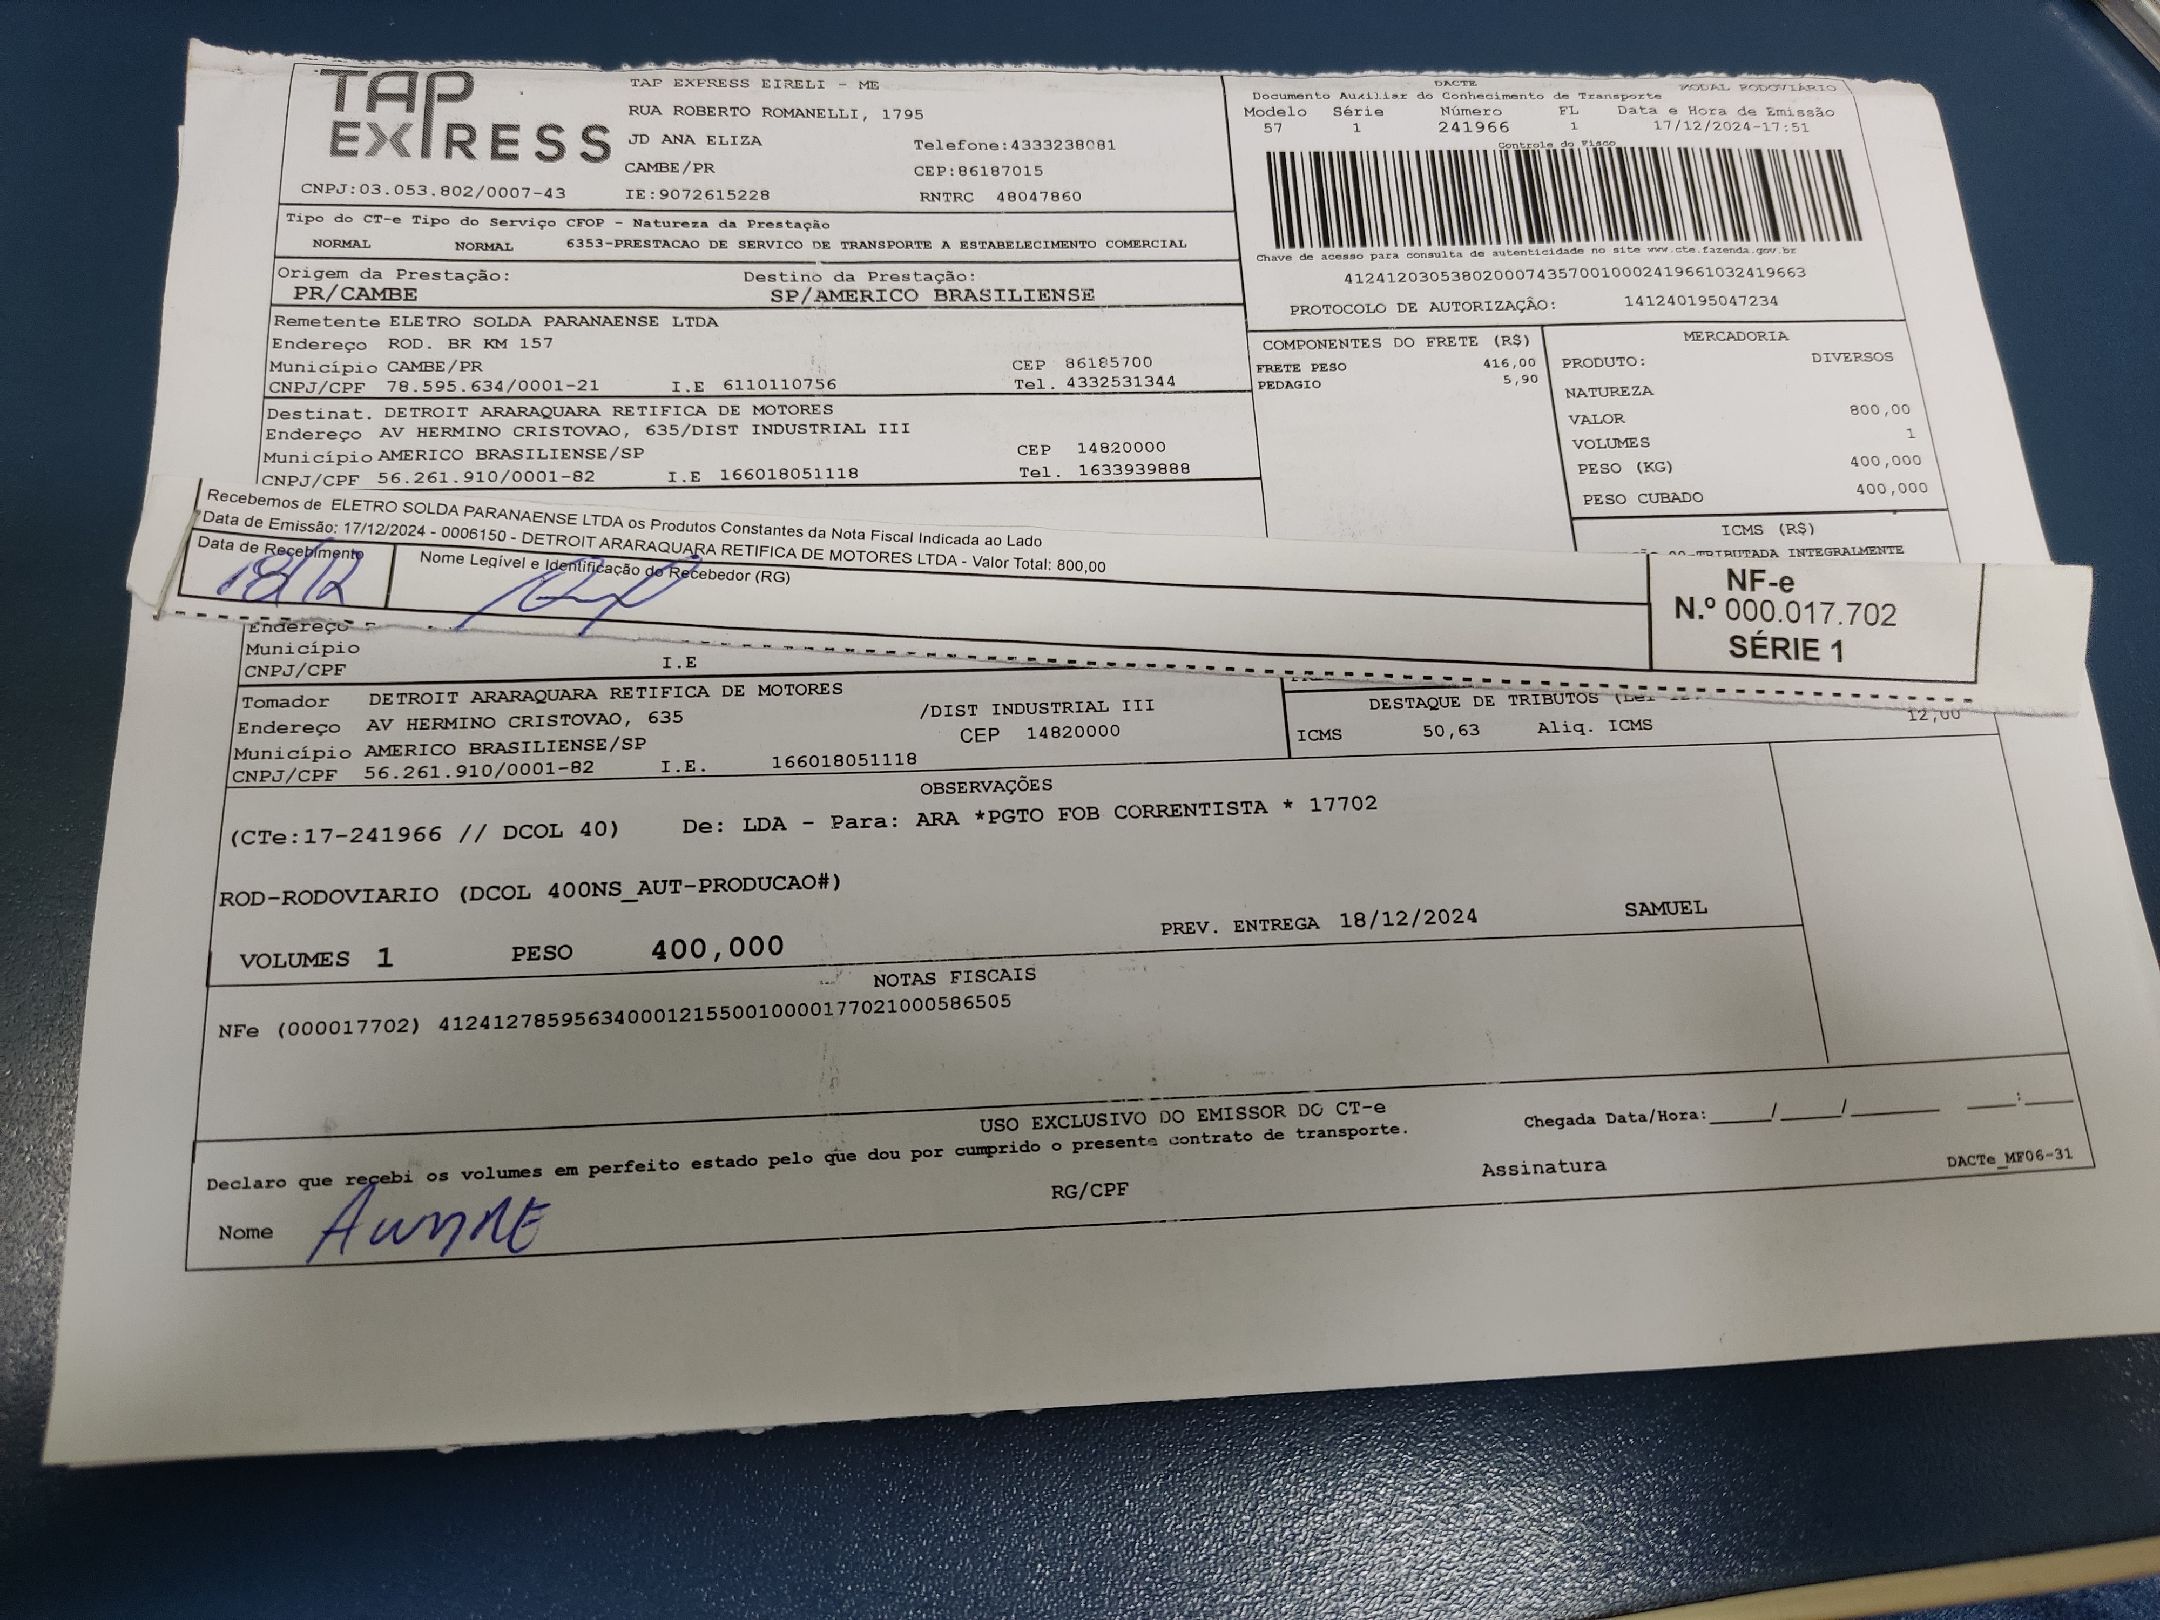 TAP EXPRESS
TAP EXPRESS EIRELI - ME
RUA ROBERTO ROMANELLI, 1795
JD ANA ELIZA Telefone:4333238081
CAMBE/PR CEP:86187015
CNPJ:03.053.802/0007-43 IE:9072615228 RNTRC 48047860
DACTE MODAL RODOVIÁRIO
Documento Auxiliar do Conhecimento de Transporte
Modelo Série Número FL Data e Hora de Emissão
57 1 241966 1 17/12/2024-17:51
Controle do Fisco
Chave de acesso para consulta de autenticidade no site www.cte.fazenda.gov.br
41241203053802000743570010002419661032419663
PROTOCOLO DE AUTORIZAÇÃO: 141240195047234
Tipo do CT-e Tipo do Serviço CFOP - Natureza da Prestação
NORMAL NORMAL 6353-PRESTACAO DE SERVICO DE TRANSPORTE A ESTABELECIMENTO COMERCIAL
Origem da Prestação: Destino da Prestação:
PR/CAMBE SP/AMERICO BRASILIENSE
Remetente ELETRO SOLDA PARANAENSE LTDA
Endereço ROD. BR KM 157
Município CAMBE/PR CEP 86185700
CNPJ/CPF 78.595.634/0001-21 I.E 6110110756 Tel. 4332531344
Destinat. DETROIT ARARAQUARA RETIFICA DE MOTORES
Endereço AV HERMINO CRISTOVAO, 635/DIST INDUSTRIAL III
Município AMERICO BRASILIENSE/SP CEP 14820000
CNPJ/CPF 56.261.910/0001-82 I.E 166018051118 Tel. 1633939888
COMPONENTES DO FRETE (R$)
FRETE PESO 416,00
PEDAGIO 5,90
MERCADORIA
PRODUTO: DIVERSOS
NATUREZA
VALOR 800,00
VOLUMES 1
PESO (KG) 400,000
PESO CUBADO 400,000
ICMS (R$)
00-TRIBUTADA INTEGRALMENTE
Recebemos de ELETRO SOLDA PARANAENSE LTDA os Produtos Constantes da Nota Fiscal Indicada ao Lado
Data de Emissão: 17/12/2024 - 0006150 - DETROIT ARARAQUARA RETIFICA DE MOTORES LTDA - Valor Total: 800,00
Data de Recebimento Nome Legível e Identificação do Recebedor (RG)
18/12
NF-e
N.º 000.017.702
SÉRIE 1
Endereço
Município
CNPJ/CPF I.E
Tomador DETROIT ARARAQUARA RETIFICA DE MOTORES
Endereço AV HERMINO CRISTOVAO, 635 /DIST INDUSTRIAL III
Município AMERICO BRASILIENSE/SP CEP 14820000
CNPJ/CPF 56.261.910/0001-82 I.E. 166018051118
DESTAQUE DE TRIBUTOS
ICMS 50,63 Aliq. ICMS 12,00
OBSERVAÇÕES
(CTe:17-241966 // DCOL 40) De: LDA - Para: ARA *PGTO FOB CORRENTISTA * 17702
ROD-RODOVIARIO (DCOL 400NS_AUT-PRODUCAO#)
VOLUMES 1 PESO 400,000 PREV. ENTREGA 18/12/2024 SAMUEL
NOTAS FISCAIS
NFe (000017702) 41241278595634000121550010000177021000586505
USO EXCLUSIVO DO EMISSOR DO CT-e
Declaro que recebi os volumes em perfeito estado pelo que dou por cumprido o presente contrato de transporte.
Chegada Data/Hora:____/____/______ ___:___
Nome RG/CPF Assinatura
DACTe_MF06-31